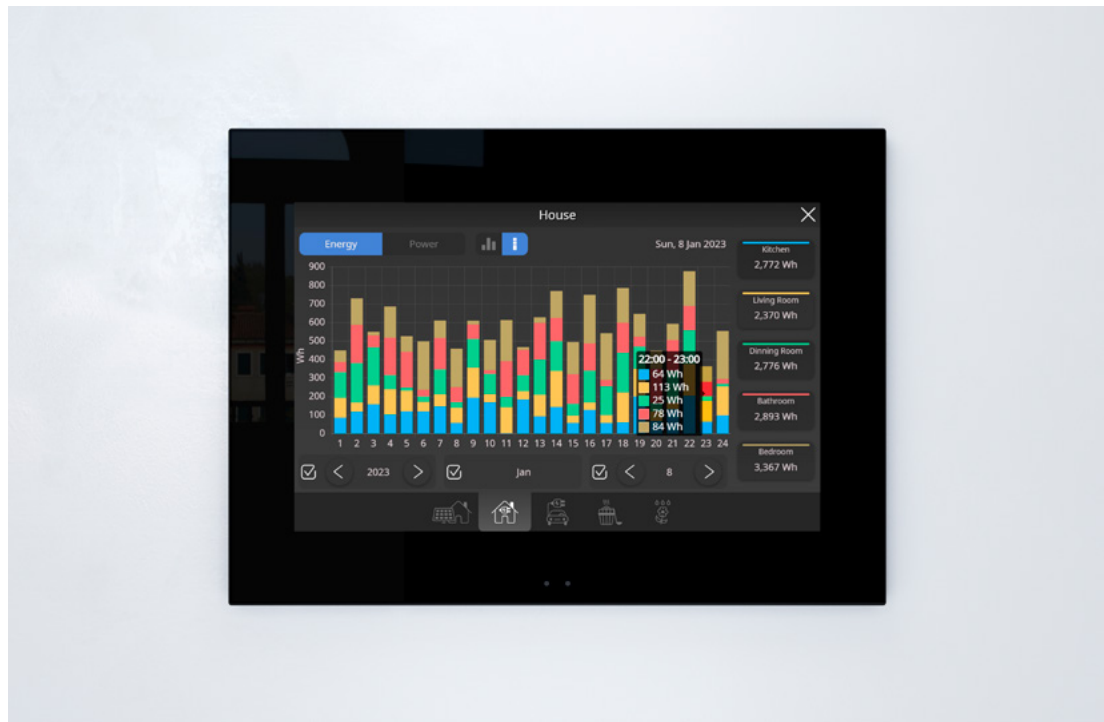 House
Energy
Power
Sun, 8 Jan 2023
Kitchen
2,772 Wh
Living Room
2,370 Wh
Dinning Room
2,776 Wh
Bathroom
2,893 Wh
Bedroom
3,367 Wh
Wh
900
800
700
600
500
400
300
200
100
0
22:00 - 23:00
64 Wh
113 Wh
25 Wh
78 Wh
84 Wh
1 2 3 4 5 6 7 8 9 10 11 12 13 14 15 16 17 18 19 20 21 22 23 24
2023 Jan 8